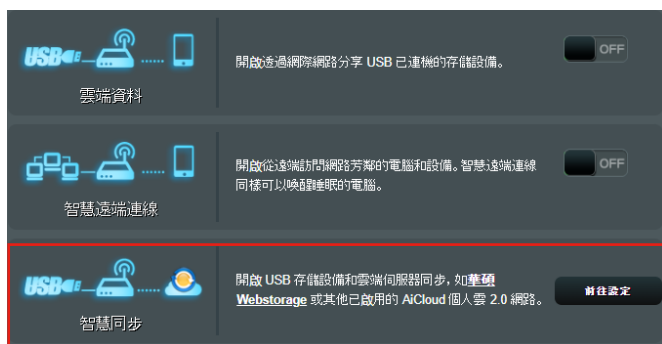 USB
開啟透過網際網路分享 USB 已連機的存儲設備。
OFF
雲端資料
開啟從遠端訪問網路芳鄰的電腦和設備。智慧遠端連線
同樣可以喚醒睡眠的電腦。
OFF
智慧遠端連線
USB
開啟 USB 存儲設備和雲端伺服器同步, 如華碩
Webstorage 或其他已啟用的 AiCloud 個人雲 2.0 網路。
前往設定
智慧同步